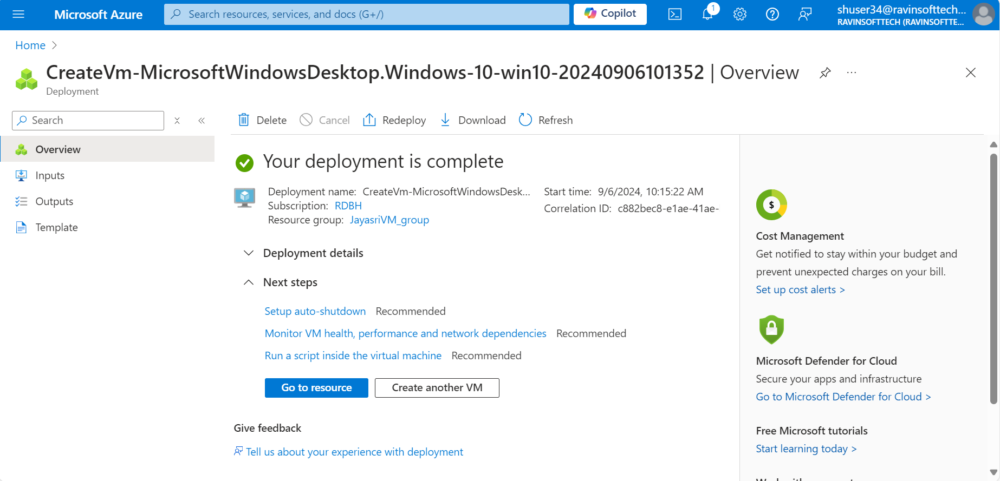 Microsoft Azure
Search resources, services, and docs (G+/)
Copilot
1
shuser34@ravinsofttech...
RAVINSOFTTECH (RAVINSOFTTE...
Home >
CreateVm-MicrosoftWindowsDesktop.Windows-10-win10-20240906101352 | Overview
...
Deployment
Search
Delete
Cancel
Redeploy
Download
Refresh
Overview
Inputs
Outputs
Template
Your deployment is complete
Deployment name: CreateVm-MicrosoftWindowsDesk...
Subscription: RDBH
Resource group: JayasriVM_group
Start time: 9/6/2024, 10:15:22 AM
Correlation ID: c882bec8-e1ae-41ae-
Deployment details
Next steps
Setup auto-shutdown Recommended
Monitor VM health, performance and network dependencies Recommended
Run a script inside the virtual machine Recommended
Go to resource
Create another VM
Give feedback
Tell us about your experience with deployment
$
Cost Management
Get notified to stay within your budget and
prevent unexpected charges on your bill.
Set up cost alerts >
Microsoft Defender for Cloud
Secure your apps and infrastructure
Go to Microsoft Defender for Cloud >
Free Microsoft tutorials
Start learning today >